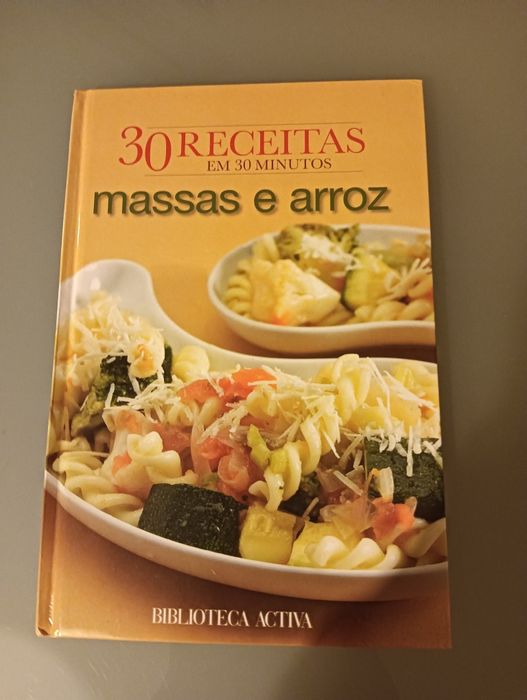 30 RECEITAS
EM 30 MINUTOS
massas e arroz
BIBLIOTECA ACTIVA